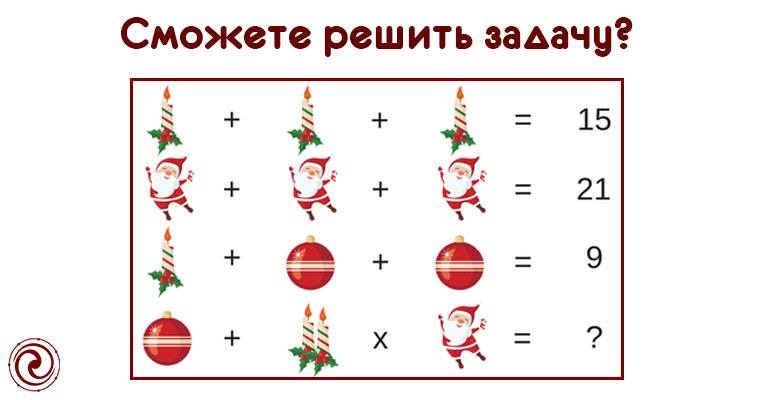 Сможете решить задачу?
+ + = 15
+ + = 21
+ + = 9
+ x = ?